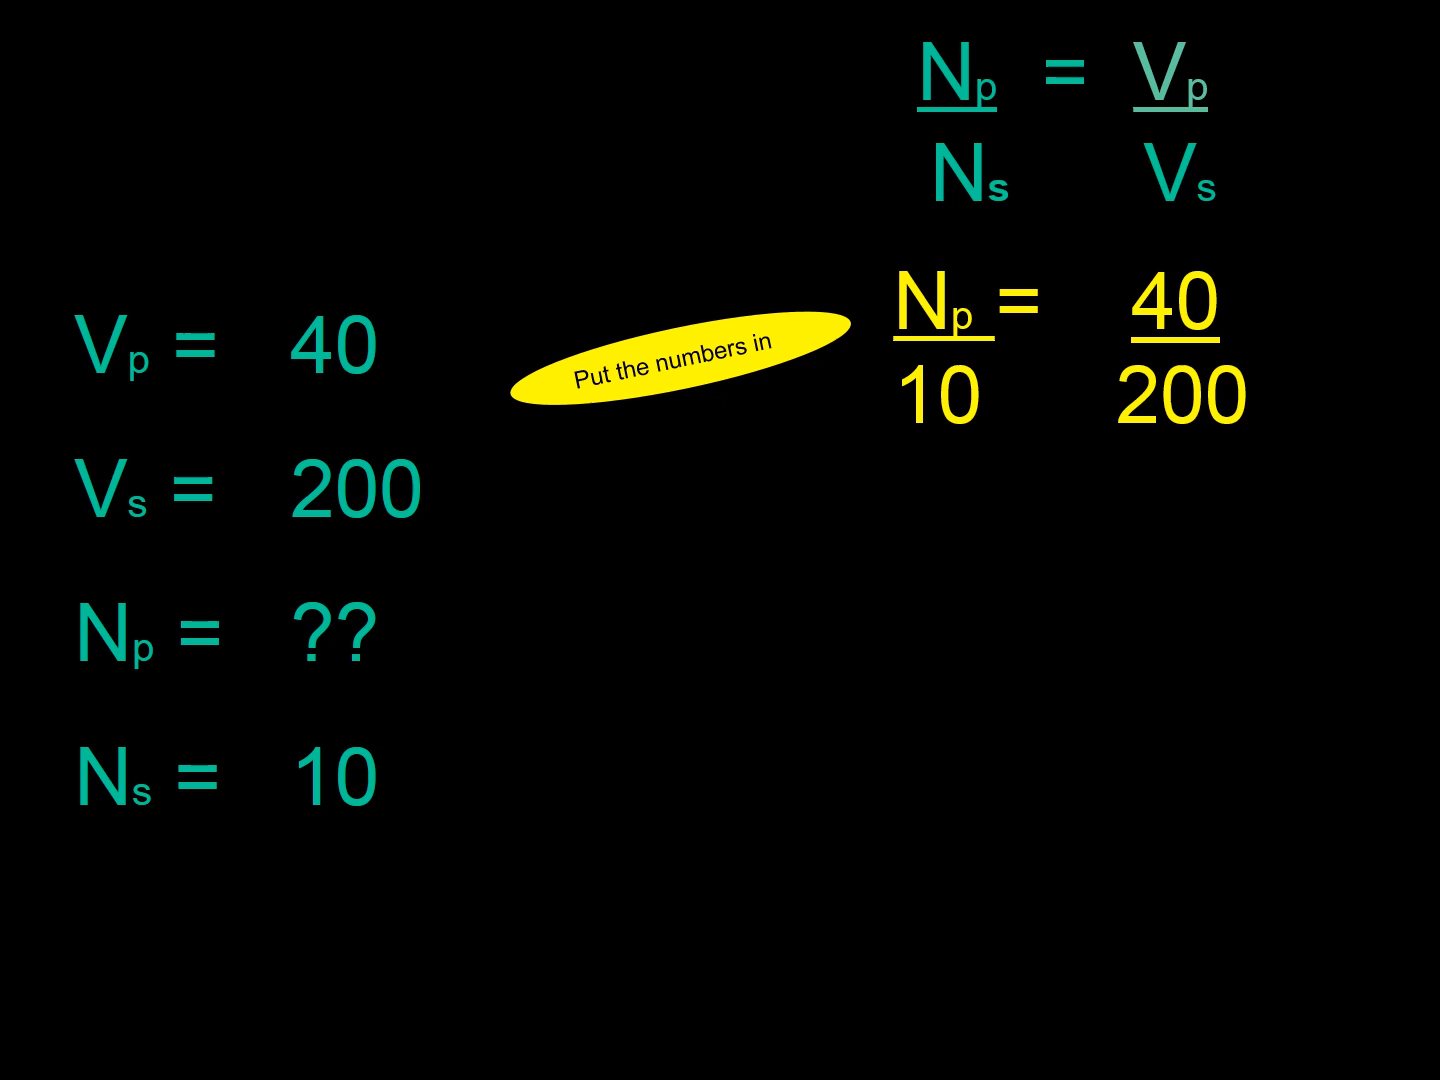 Np = Vp
Ns Vs
Vp = 40
Vs = 200
Np = ??
Ns = 10
Put the numbers in
Np = 40
10 200